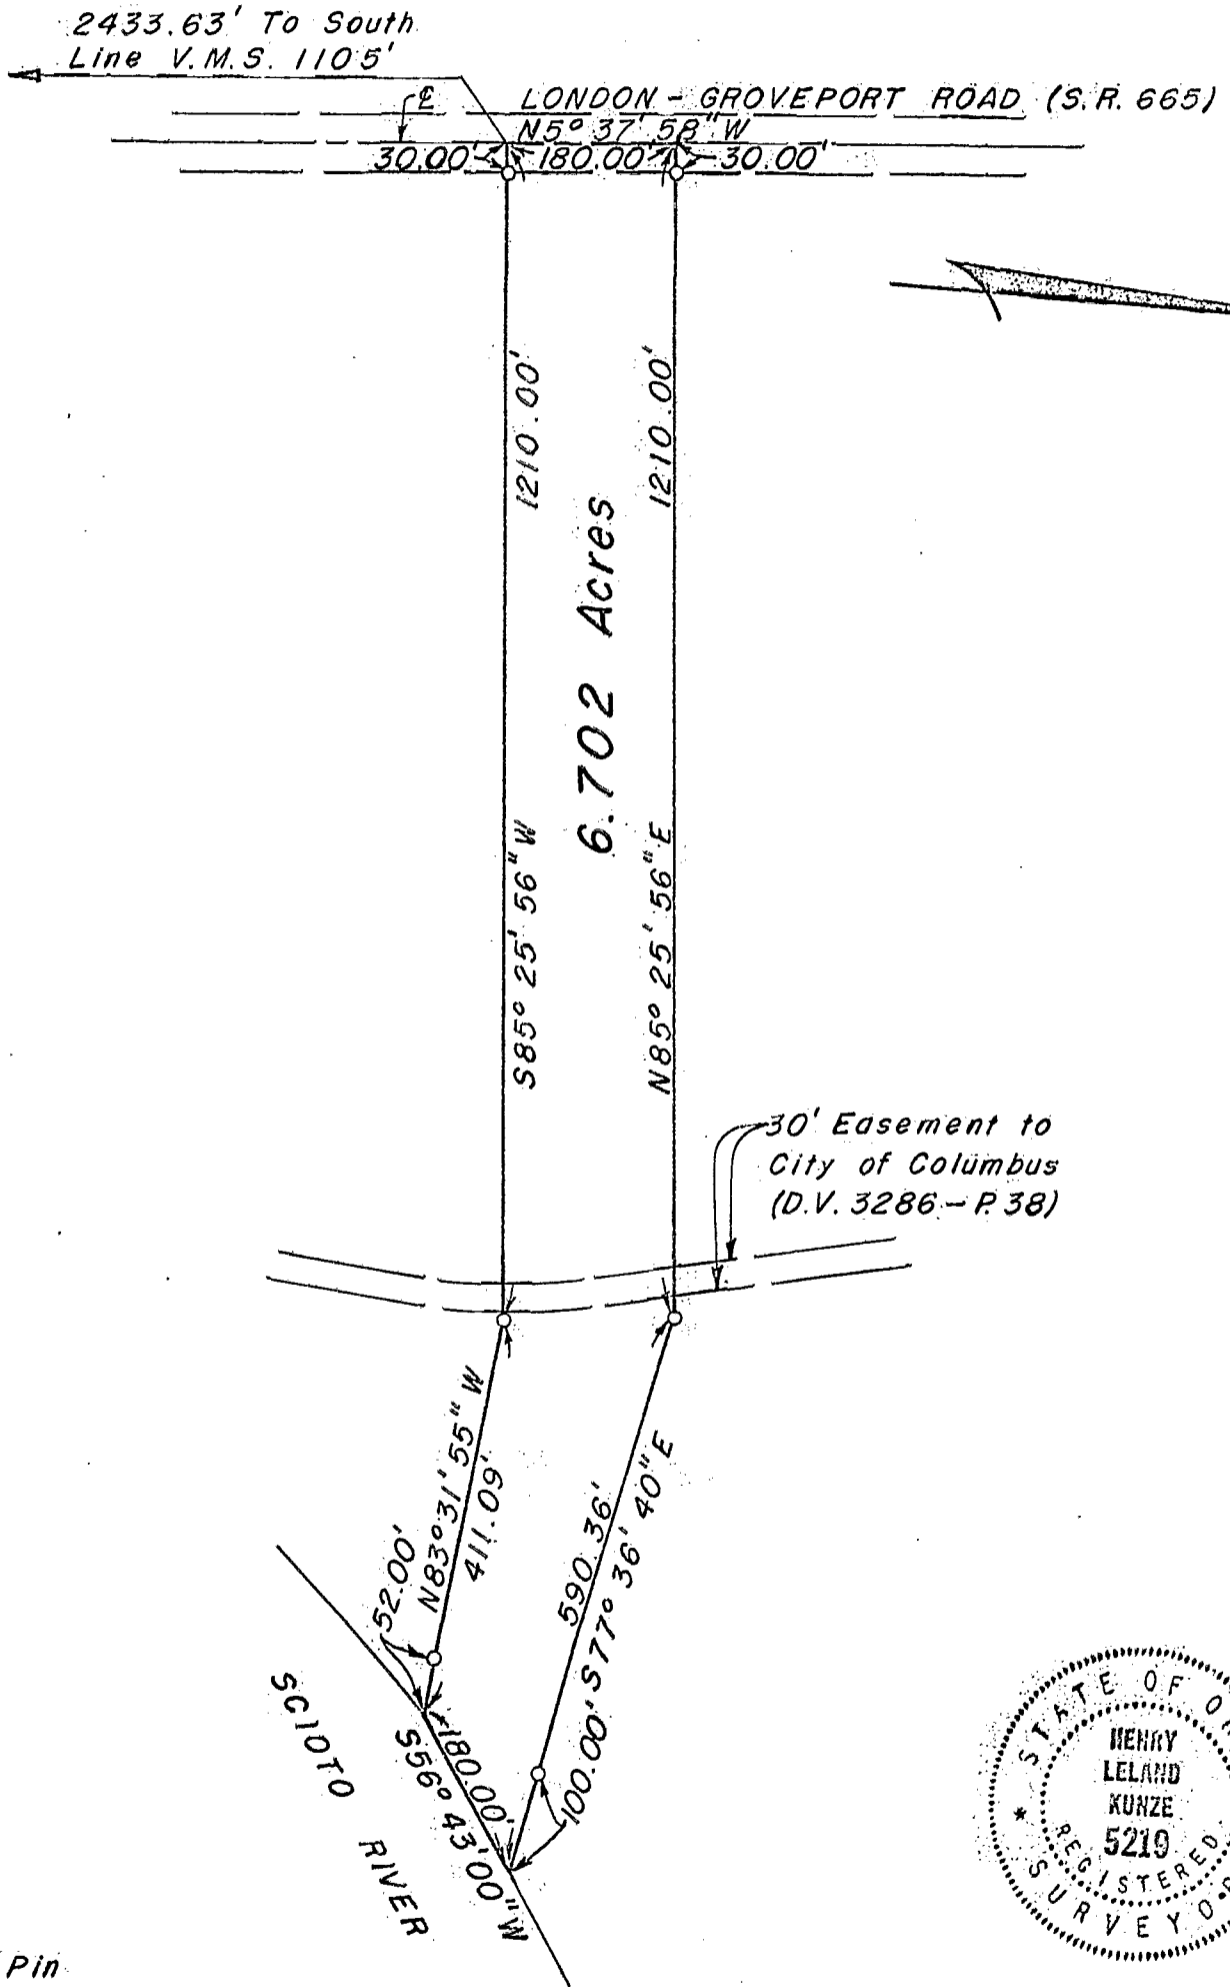 2433.63' To South
Line V.M.S. 1105'
℄
LONDON - GROVEPORT ROAD (S.R. 665)
N5° 37' 58" W
30.00'
180.00'
30.00'
1210.00'
1210.00'
6.702 Acres
S85° 25' 56" W
N85° 25' 56" E
30' Easement to
City of Columbus
(D.V. 3286 - P. 38)
N83° 31' 55" W
411.09'
52.00'
590.36'
S77° 36' 40" E
100.00'
180.00'
S56° 43' 00" W
SCIOTO RIVER
STATE OF
HENRY
LELAND
KUNZE
5219
REGISTERED
SURVEYO
Pin